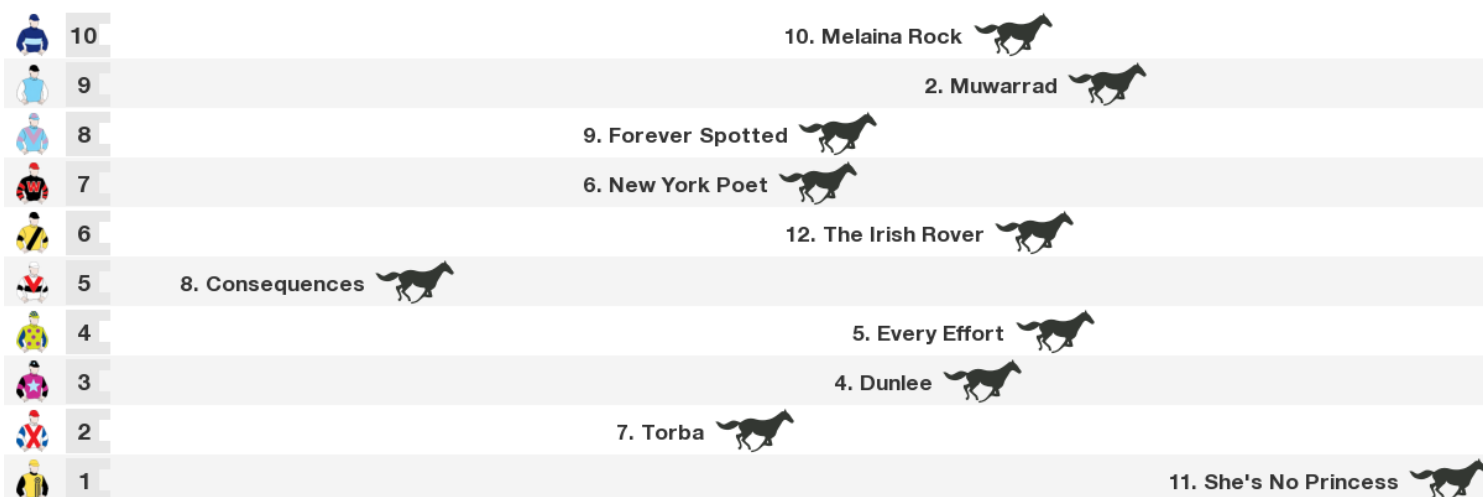 10 10. Melaina Rock
9 2. Muwarrad
8 9. Forever Spotted
7 W 6. New York Poet
6 12. The Irish Rover
5 8. Consequences
4 5. Every Effort
3 4. Dunlee
2 7. Torba
1 11. She's No Princess